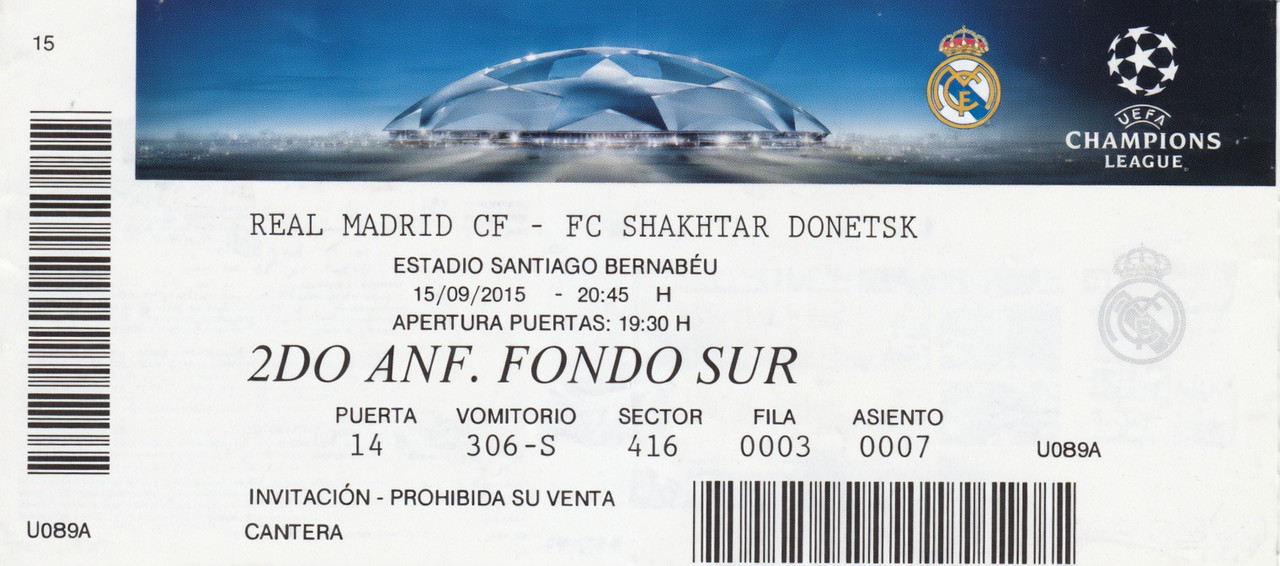 15
UEFA
CHAMPIONS
LEAGUE
REAL MADRID CF - FC SHAKHTAR DONETSK
ESTADIO SANTIAGO BERNABÉU
15/09/2015 - 20:45 H
APERTURA PUERTAS: 19:30 H
2DO ANF. FONDO SUR
PUERTA VOMITORIO SECTOR FILA ASIENTO
14 306-S 416 0003 0007 U089A
INVITACIÓN - PROHIBIDA SU VENTA
U089A CANTERA